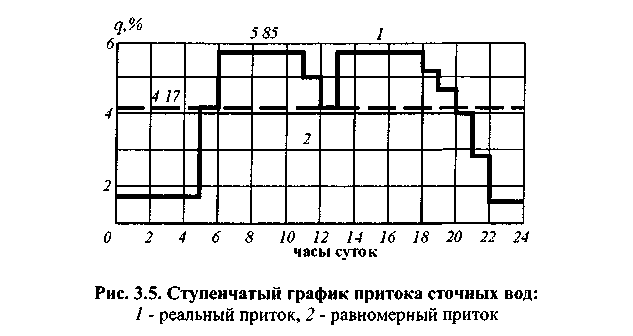 q,%
5 85
1
6
4 17
4
2
2
0 2 4 6 8 10 12 14 16 18 20 22 24
часы суток
Рис. 3.5. Ступенчатый график притока сточных вод:
1 - реальный приток, 2 - равномерный приток